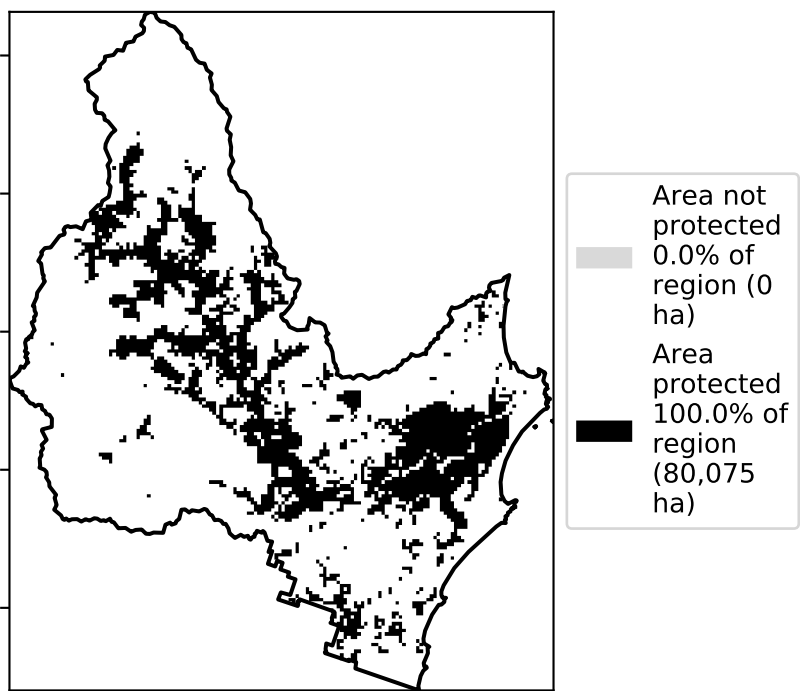 Area not
protected
0.0% of
region (0
ha)
Area
protected
100.0% of
region
(80,075
ha)